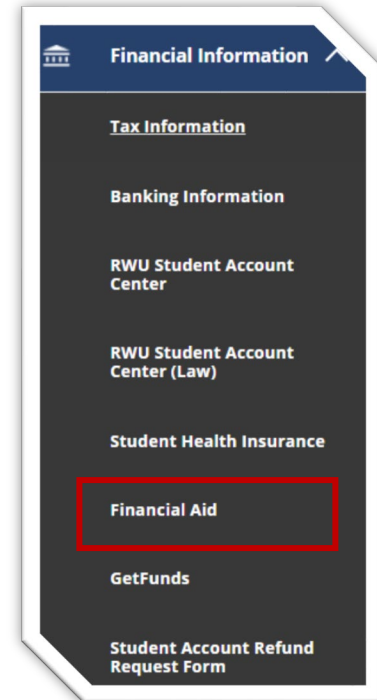 Financial Information
Tax Information
Banking Information
RWU Student Account
Center
RWU Student Account
Center (Law)
Student Health Insurance
Financial Aid
GetFunds
Student Account Refund
Request Form